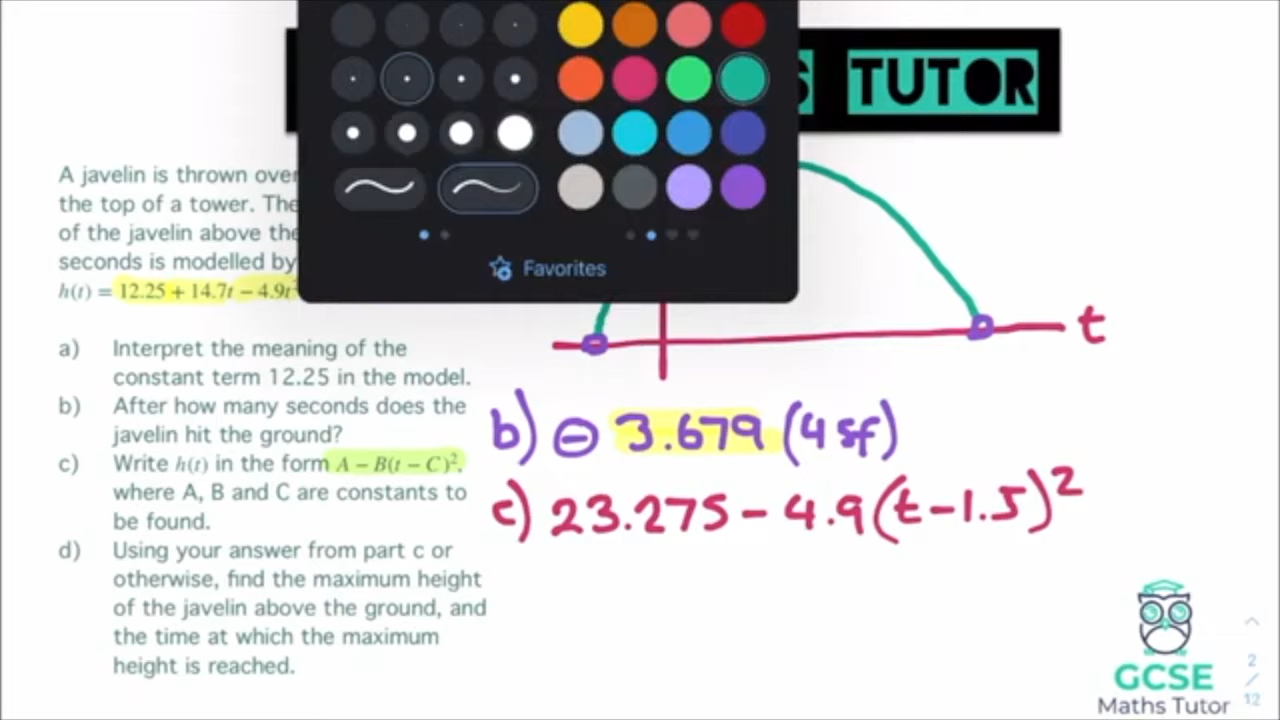 TUTOR
Favorites
A javelin is thrown over
the top of a tower. The
of the javelin above the
seconds is modelled by
h(t) = 12.25 + 14.7t − 4.9t
a) Interpret the meaning of the
constant term 12.25 in the model.
b) After how many seconds does the
javelin hit the ground?
c) Write h(t) in the form A − B(t − C)²,
where A, B and C are constants to
be found.
d) Using your answer from part c or
otherwise, find the maximum height
of the javelin above the ground, and
the time at which the maximum
height is reached.
t
b) ⊖ 3.679 (4sf)
c) 23.275 − 4.9(t−1.5)²
GCSE
Maths Tutor
2
/
12